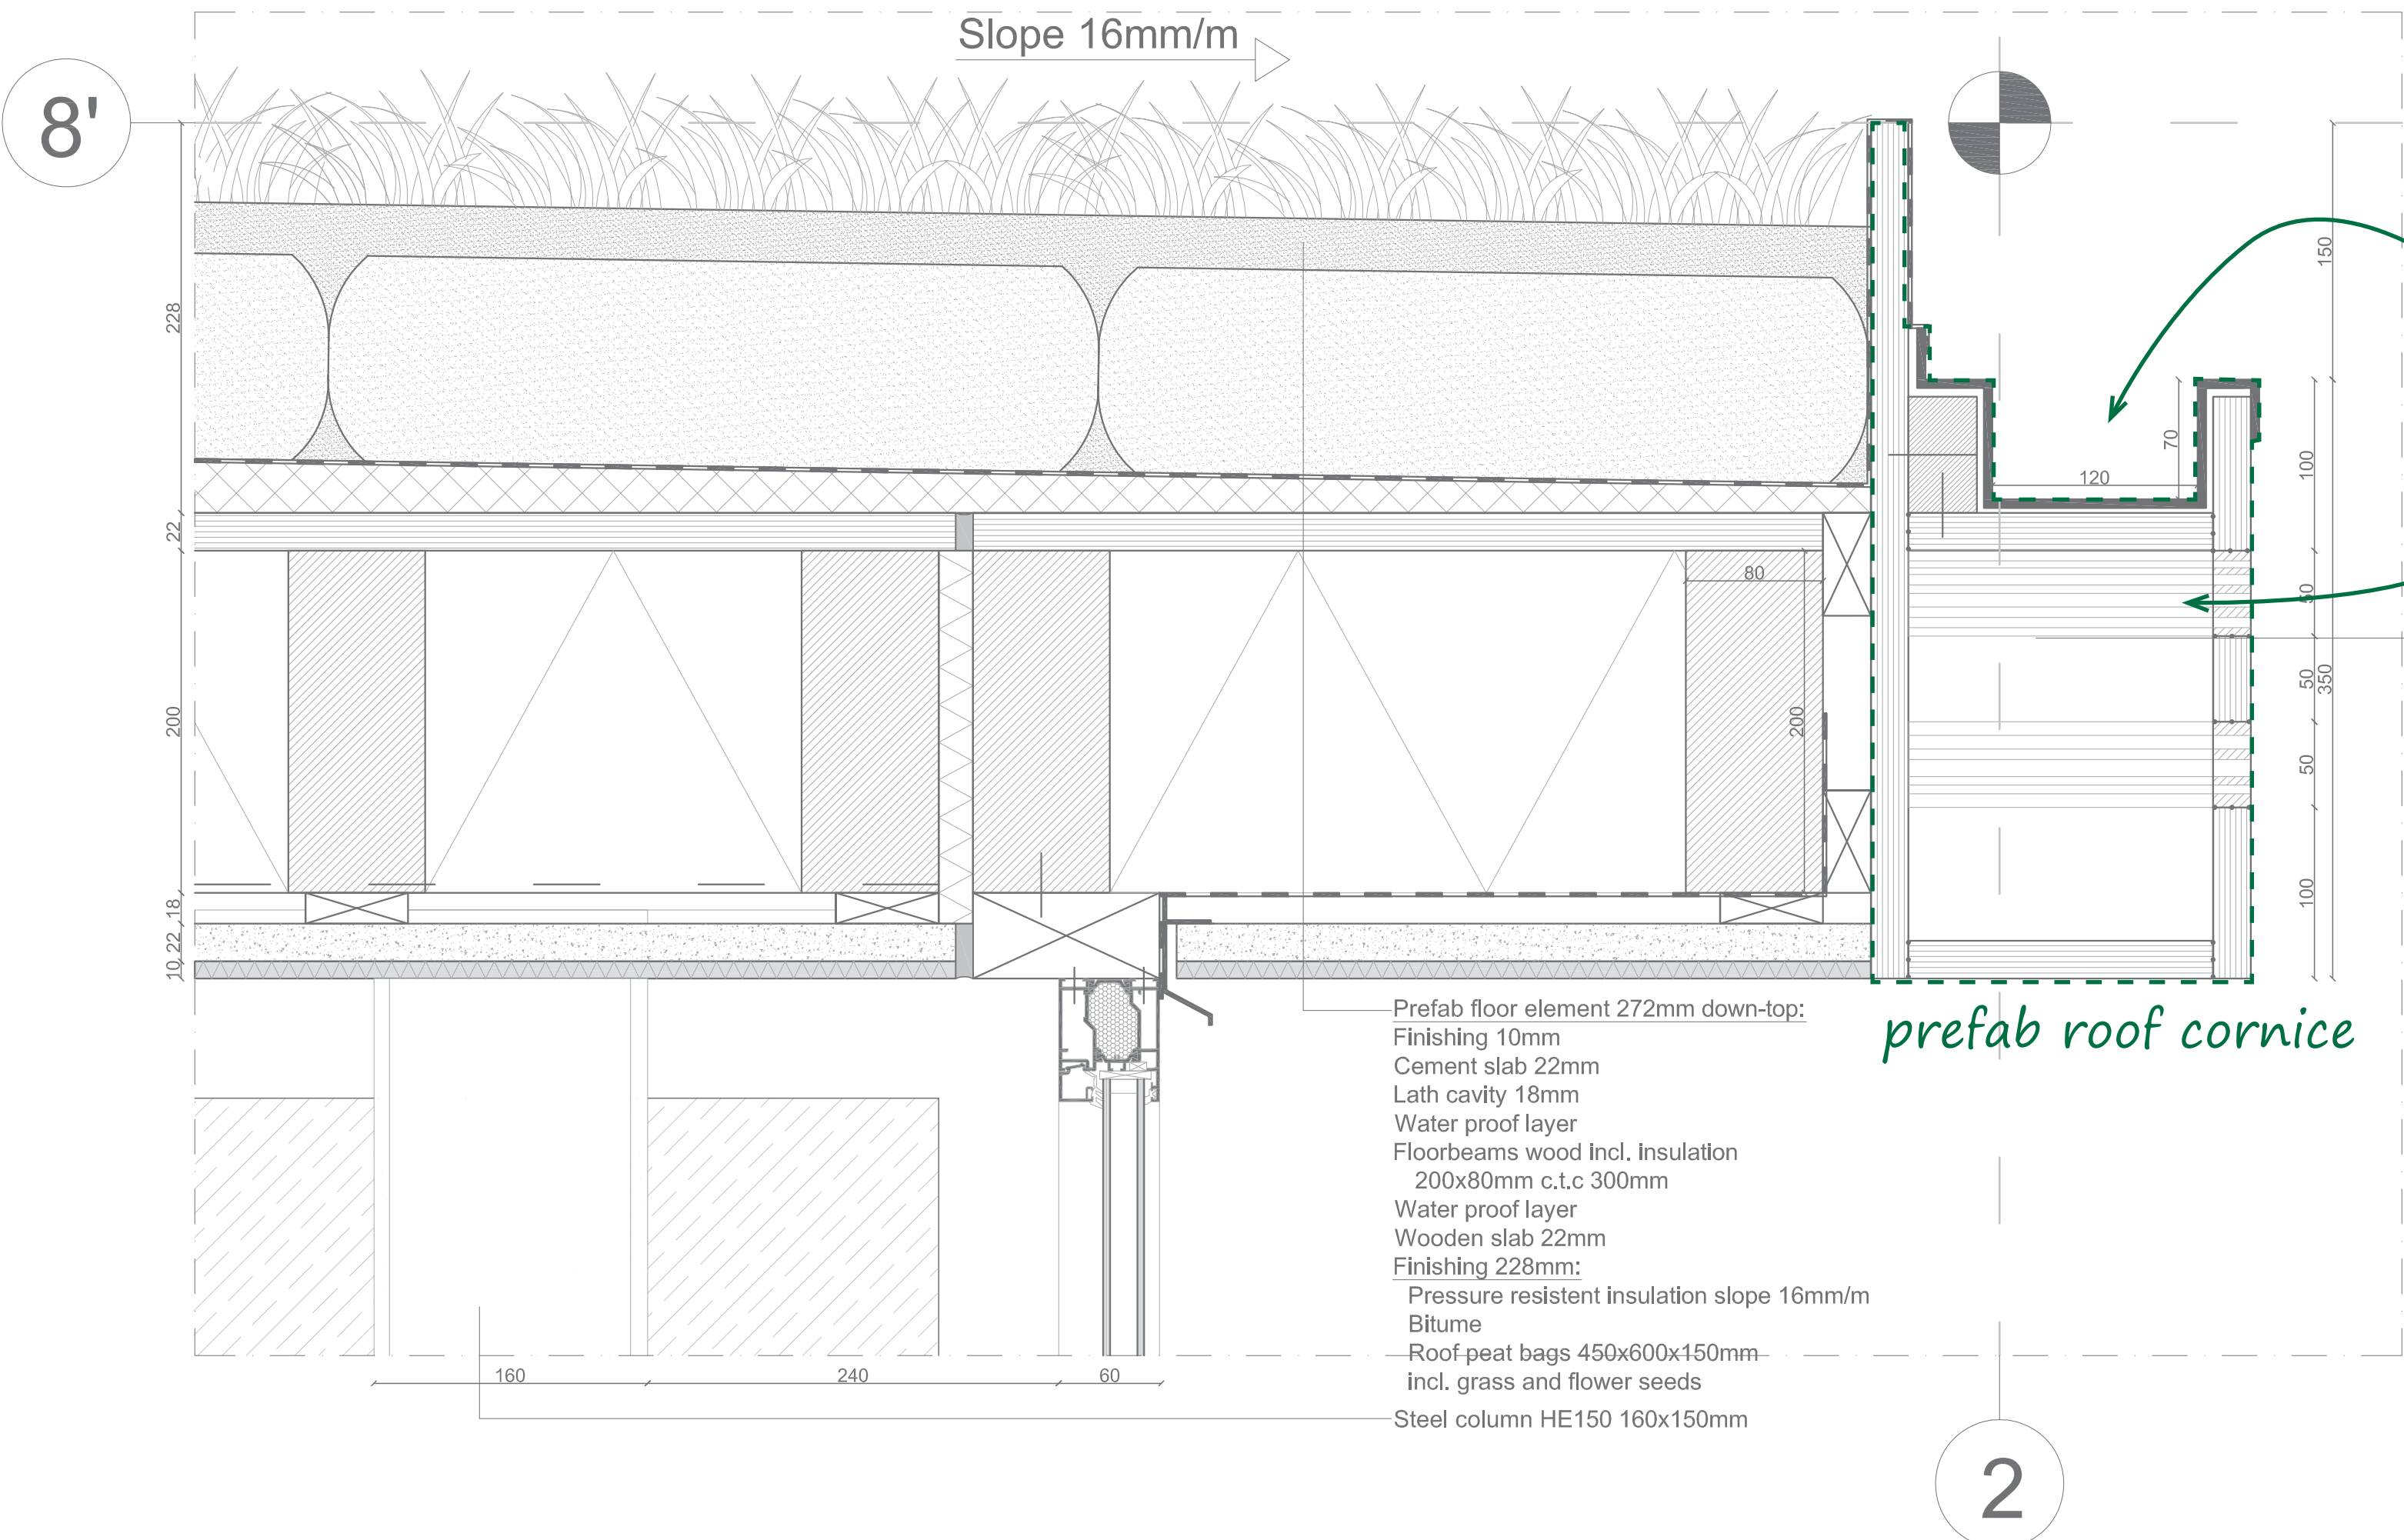 Slope 16mm/m
8'
228
22
200
18
22
10
80
200
150
70
120
100
50
50
350
50
100
prefab roof cornice
Prefab floor element 272mm down-top:
Finishing 10mm
Cement slab 22mm
Lath cavity 18mm
Water proof layer
Floorbeams wood incl. insulation
200x80mm c.t.c 300mm
Water proof layer
Wooden slab 22mm
Finishing 228mm:
Pressure resistent insulation slope 16mm/m
Bitume
Roof peat bags 450x600x150mm
incl. grass and flower seeds
Steel column HE150 160x150mm
160
240
60
2